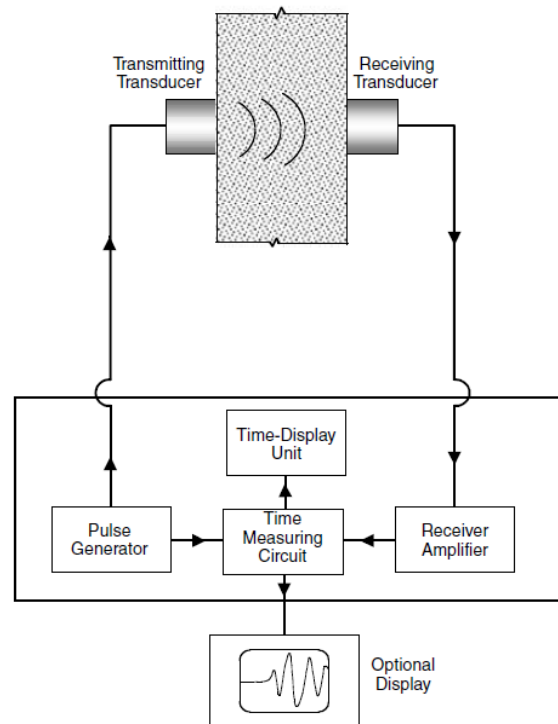 Transmitting
Transducer
Receiving
Transducer
Time-Display
Unit
Pulse
Generator
Time
Measuring
Circuit
Receiver
Amplifier
Optional
Display